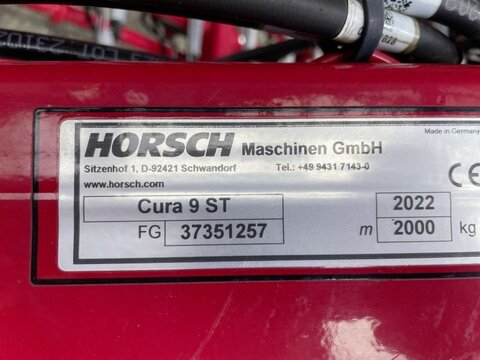 HORSCH Maschinen GmbH
Made in Germany
Sitzenhof 1, D-92421 Schwandorf Tel.: +49 9431 7143-0
www.horsch.com
CE
Cura 9 ST 2022
FG 37351257 m 2000 kg